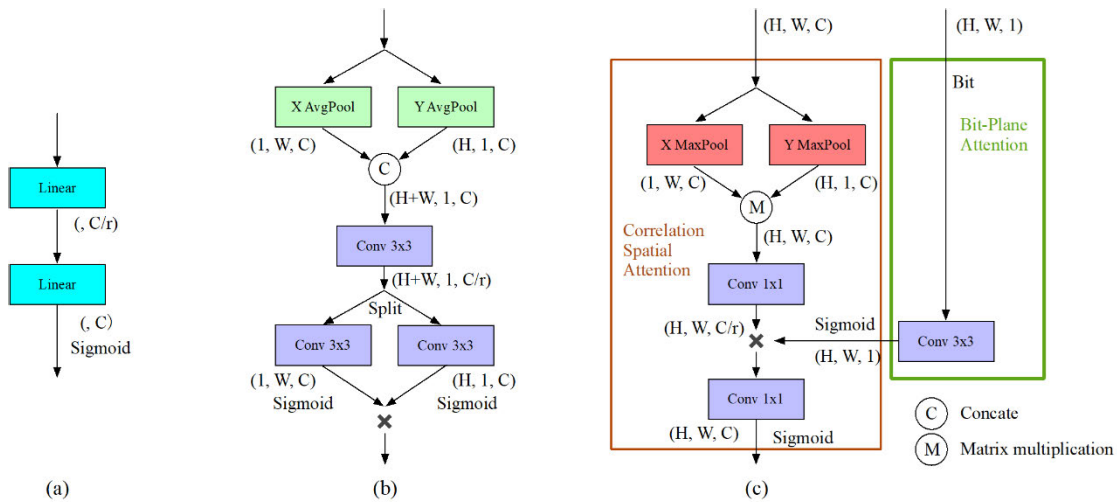 Linear
(, C/r)
Linear
(, C)
Sigmoid
(a)
X AvgPool
Y AvgPool
(1, W, C)
(H, 1, C)
C
(H+W, 1, C)
Conv 3x3
(H+W, 1, C/r)
Split
Conv 3x3
Conv 3x3
(1, W, C)
(H, 1, C)
Sigmoid
Sigmoid
(b)
(H, W, C)
X MaxPool
Y MaxPool
(1, W, C)
(H, 1, C)
M
(H, W, C)
Correlation
Spatial
Attention
Conv 1x1
(H, W, C/r)
Conv 1x1
(H, W, C)
Sigmoid
(H, W, 1)
Bit
Bit-Plane
Attention
Conv 3x3
Sigmoid
(H, W, 1)
C
Concate
M
Matrix multiplication
(c)